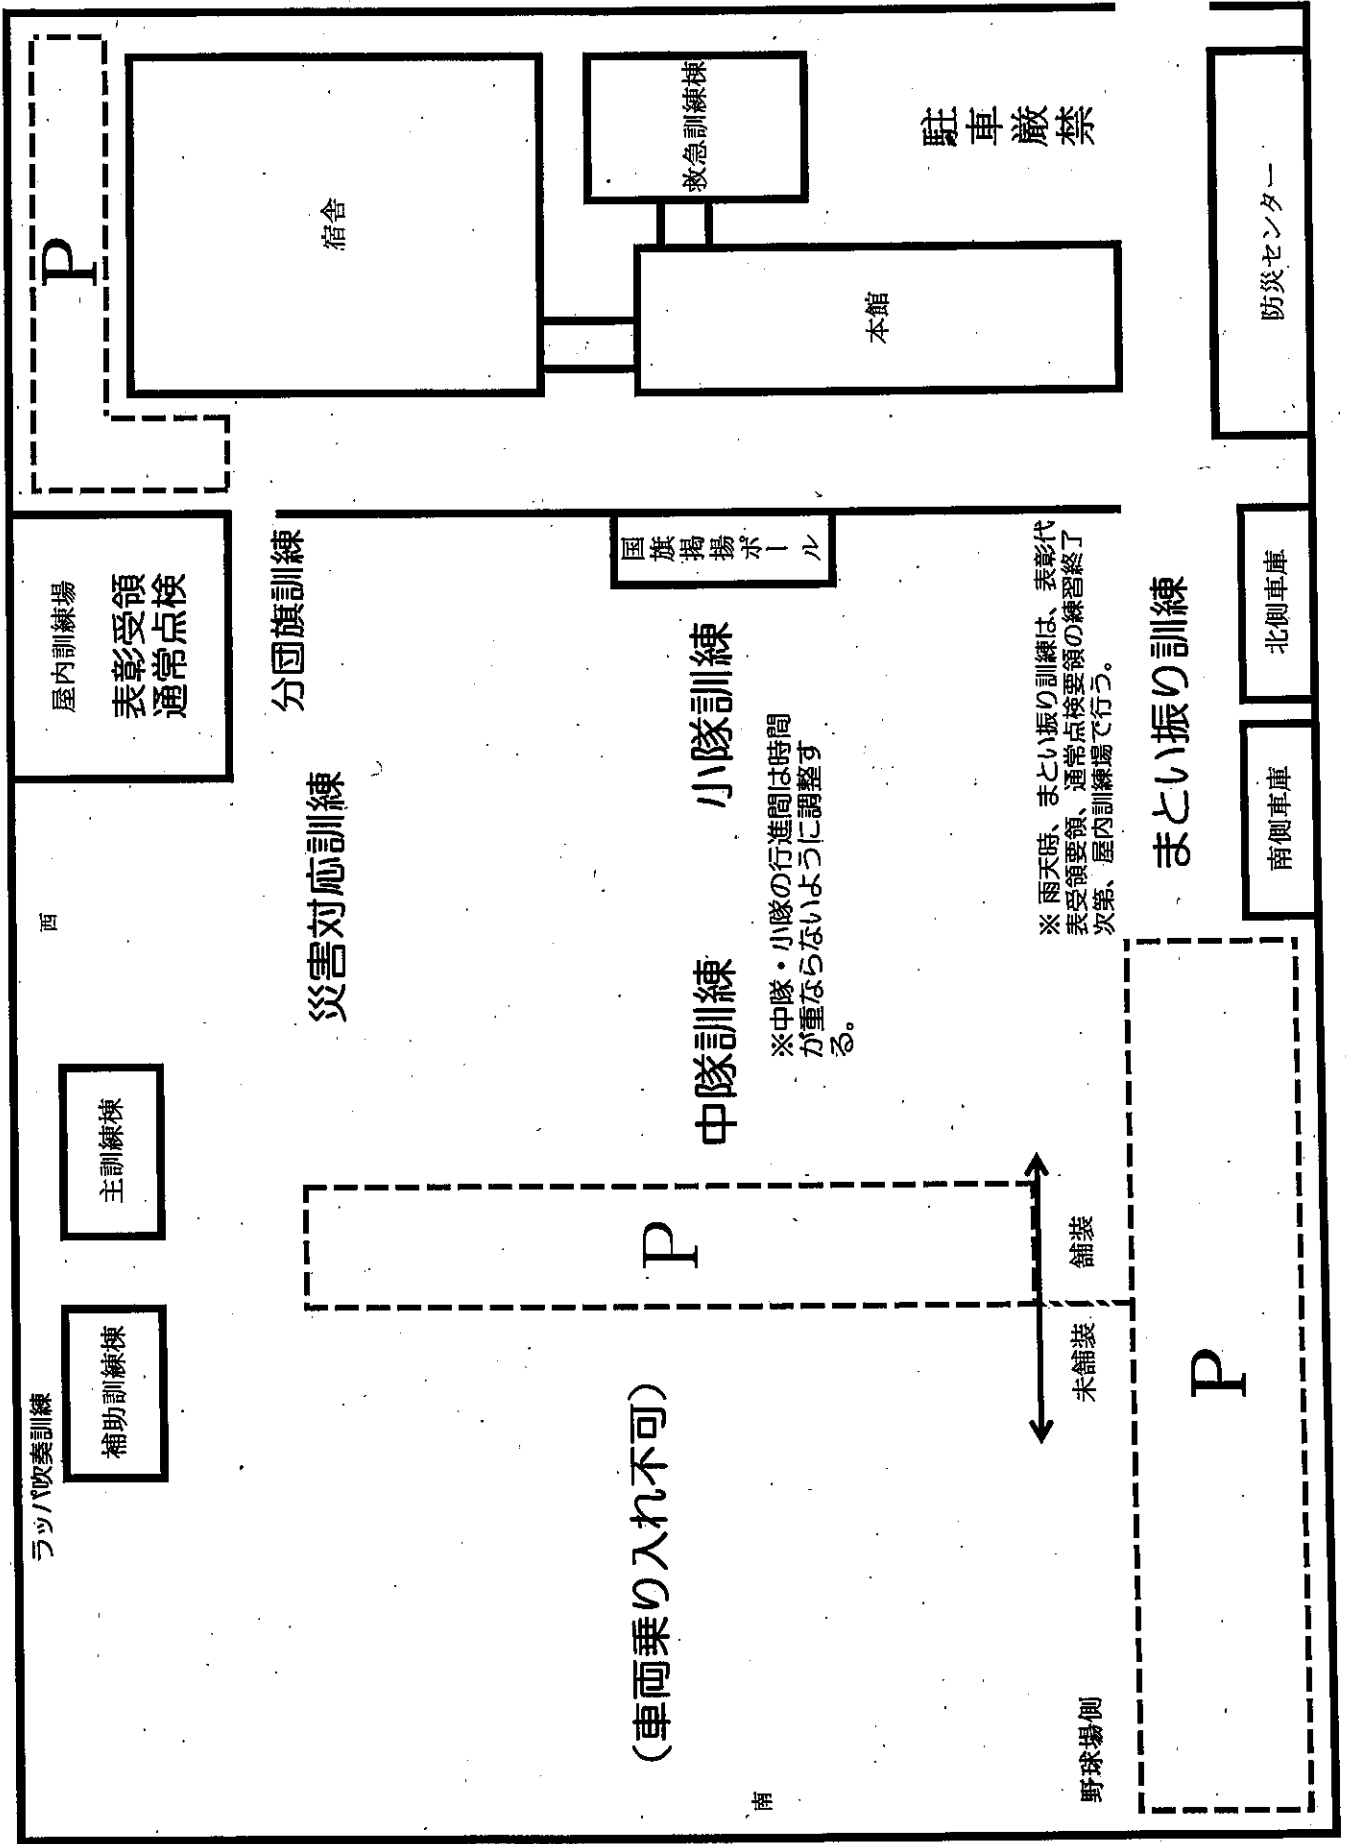 ラッパ吹奏訓練
補助訓練棟
主訓練棟
西
屋内訓練場
表彰受領
通常点検
P
災害対応訓練
分団旗訓練
宿舎
(車両乗り入れ不可)
P
中隊訓練
小隊訓練
※中隊・小隊の行進間は時間
が重ならないように調整す
る。
国旗掲揚ポール
救急訓練棟
本館
駐車厳禁
南
野球場側
未舗装
舗装
※雨天時、まとい振り訓練は、表彰代
表受領要領、通常点検要領の練習終了
次第、屋内訓練場で行う。
まとい振り訓練
P
南側車庫
北側車庫
防災センター